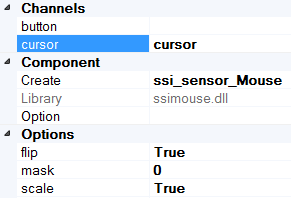 Channels
button
cursor cursor
Component
Create ssi_sensor_Mouse
Library ssimouse.dll
Option
Options
flip True
mask 0
scale True